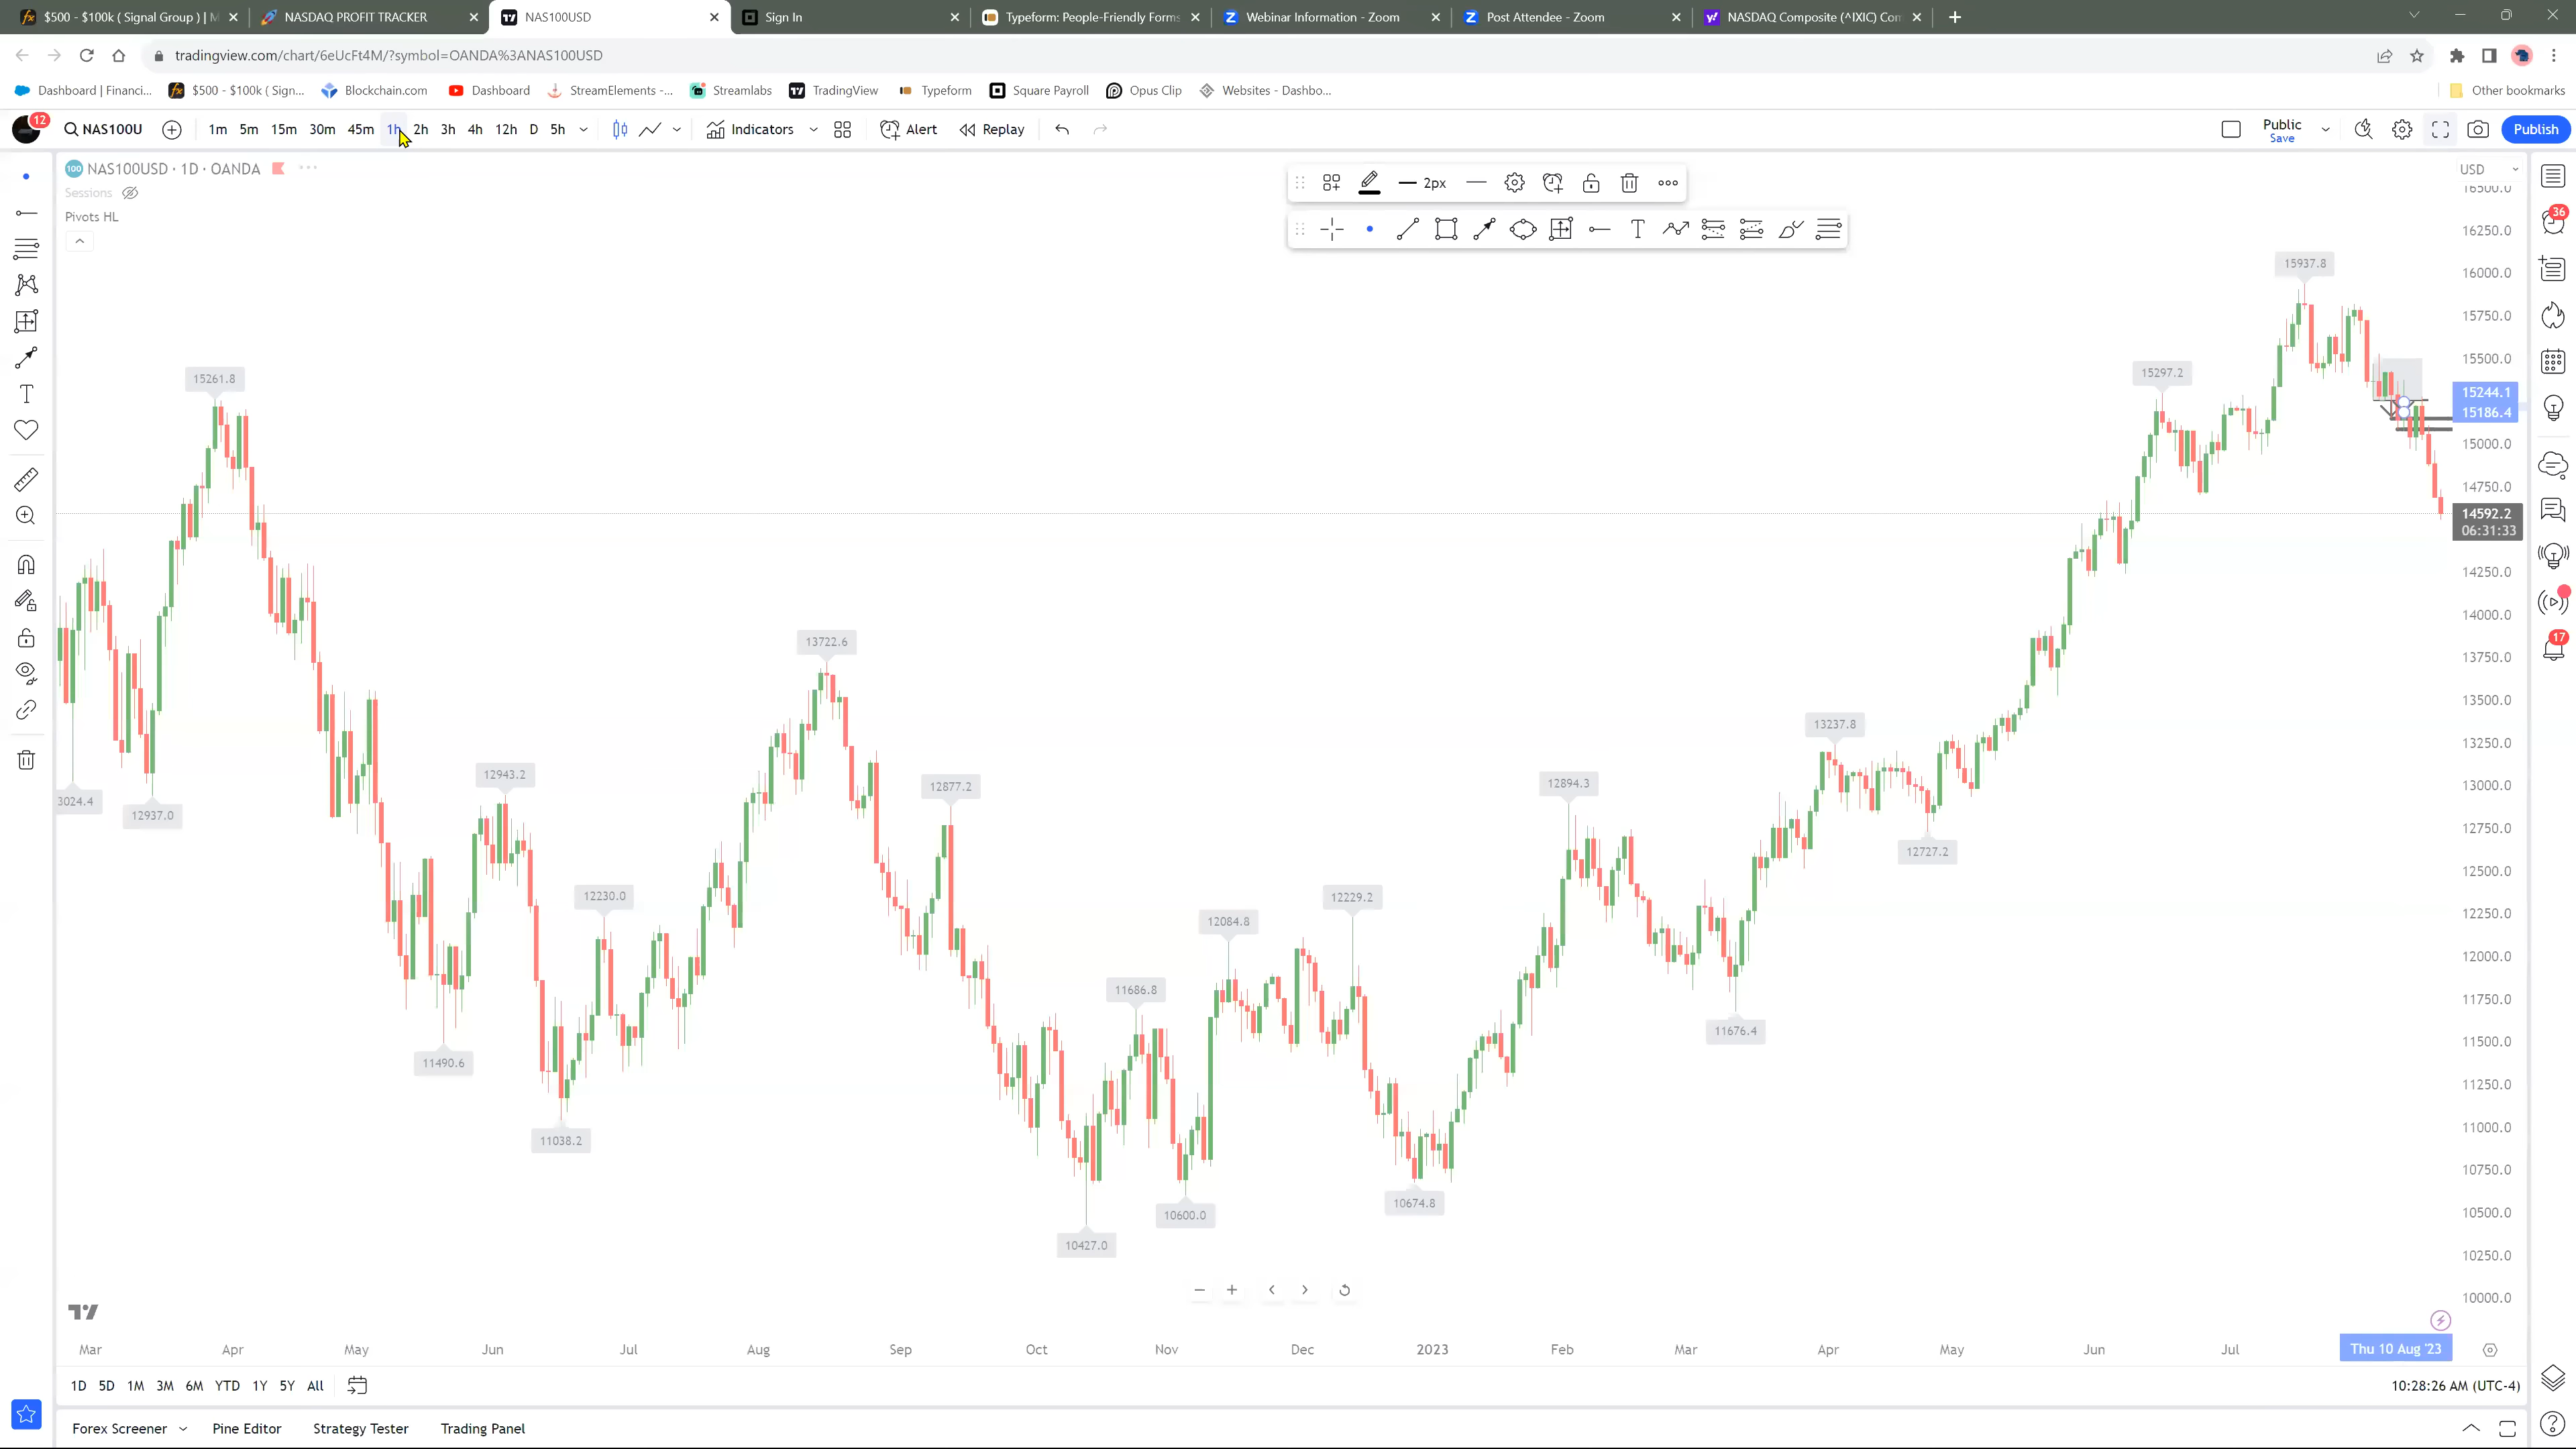 $500 - $100k ( Signal Group ) | M
NASDAQ PROFIT TRACKER
NAS100USD
Sign In
Typeform: People-Friendly Forms
Webinar Information - Zoom
Post Attendee - Zoom
NASDAQ Composite (^IXIC) Con
tradingview.com/chart/6eUcFt4M/?symbol=OANDA%3ANAS100USD
Dashboard | Financi...
$500 - $100k ( Sign...
Blockchain.com
Dashboard
StreamElements -...
Streamlabs
TradingView
Typeform
Square Payroll
Opus Clip
Websites - Dashbo...
Other bookmarks
12
NAS100U
1m 5m 15m 30m 45m 1h 2h 3h 4h 12h D 5h
Indicators
Alert
Replay
Public
Save
Publish
100 NAS100USD · 1D · OANDA
Sessions
Pivots HL
2px
USD
16500.0
16250.0
16000.0
15750.0
15500.0
15244.1
15186.4
15000.0
14750.0
14592.2
06:31:33
14250.0
14000.0
13750.0
13500.0
13250.0
13000.0
12750.0
12500.0
12250.0
12000.0
11750.0
11500.0
11250.0
11000.0
10750.0
10500.0
10250.0
10000.0
36
17
15937.8
15261.8
15297.2
13722.6
13237.8
12943.2
12877.2
12894.3
3024.4
12937.0
12727.2
12230.0
12084.8
12229.2
11686.8
11676.4
11490.6
11038.2
10674.8
10600.0
10427.0
Mar Apr May Jun Jul Aug Sep Oct Nov Dec 2023 Feb Mar Apr May Jun Jul Thu 10 Aug '23
1D 5D 1M 3M 6M YTD 1Y 5Y All
10:28:26 AM (UTC-4)
Forex Screener Pine Editor Strategy Tester Trading Panel